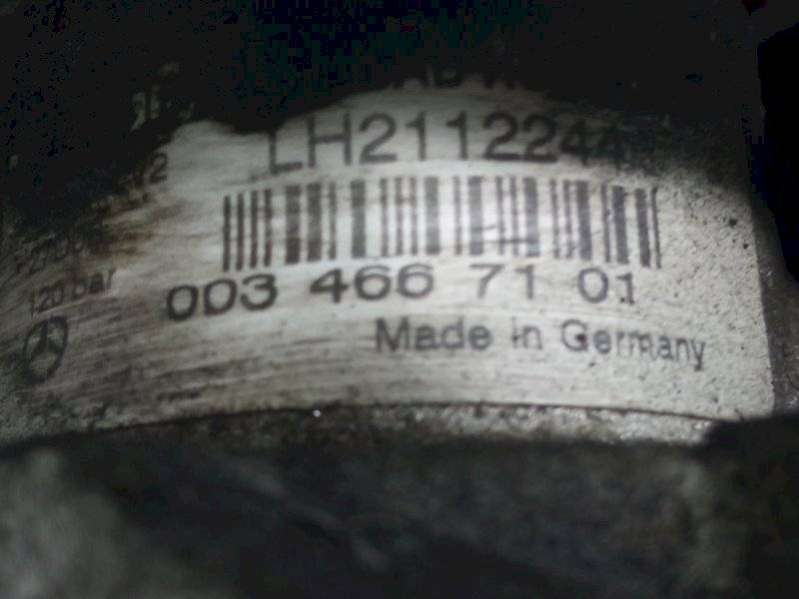 LH2112244
120 bar
003 466 71 01
Made in Germany